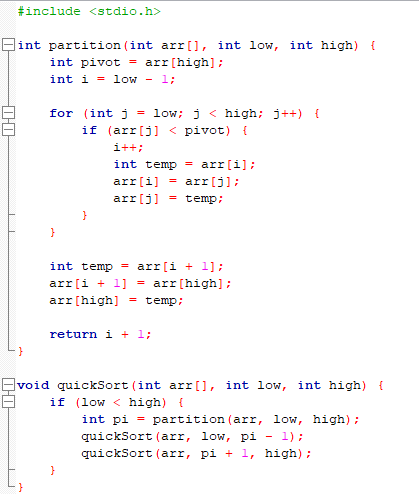 #include <stdio.h>
int partition(int arr[], int low, int high) {
int pivot = arr[high];
int i = low - 1;
for (int j = low; j < high; j++) {
if (arr[j] < pivot) {
i++;
int temp = arr[i];
arr[i] = arr[j];
arr[j] = temp;
}
}
int temp = arr[i + 1];
arr[i + 1] = arr[high];
arr[high] = temp;
return i + 1;
}
void quickSort(int arr[], int low, int high) {
if (low < high) {
int pi = partition(arr, low, high);
quickSort(arr, low, pi - 1);
quickSort(arr, pi + 1, high);
}
}